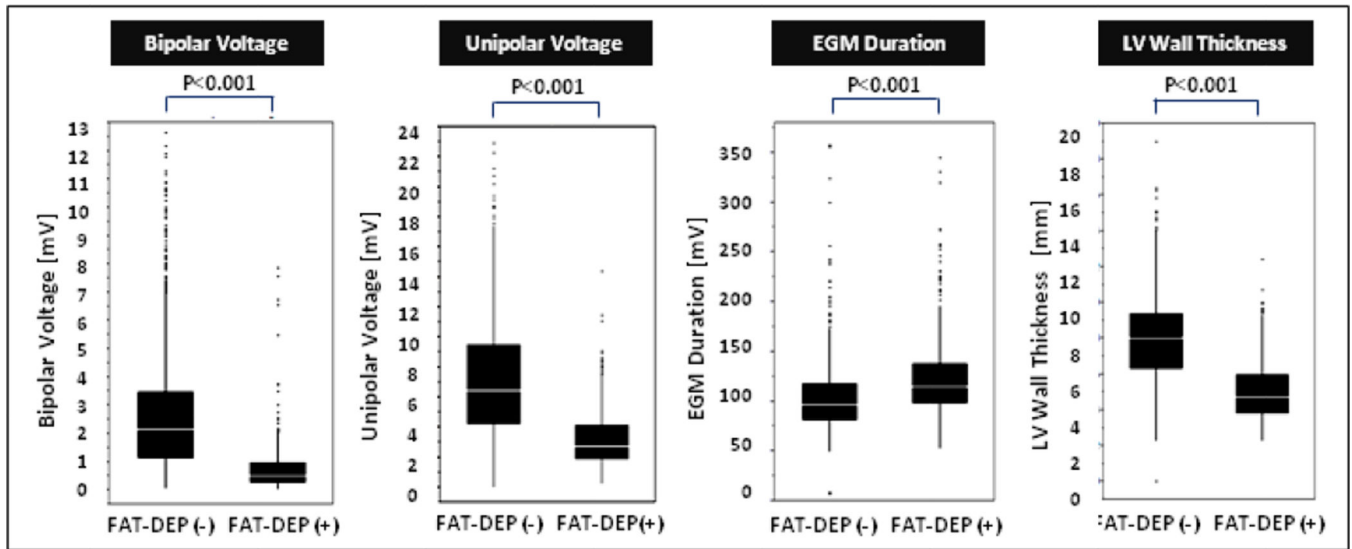 Bipolar Voltage
P<0.001
Bipolar Voltage [mV]
13
12
11
10
9
8
7
6
5
4
3
2
1
0
FAT-DEP (-) FAT-DEP (+)
Unipolar Voltage
P<0.001
Unipolar Voltage [mV]
24
22
20
18
16
14
12
10
8
6
4
2
0
FAT-DEP (-) FAT-DEP(+)
EGM Duration
P<0.001
EGM Duration [mV]
350
300
250
200
150
100
50
0
FAT-DEP (-) FAT-DEP (+)
LV Wall Thickness
P<0.001
LV Wall Thickness [mm]
20
18
16
14
12
10
8
6
4
2
0
FAT-DEP (-) FAT-DEP (+)